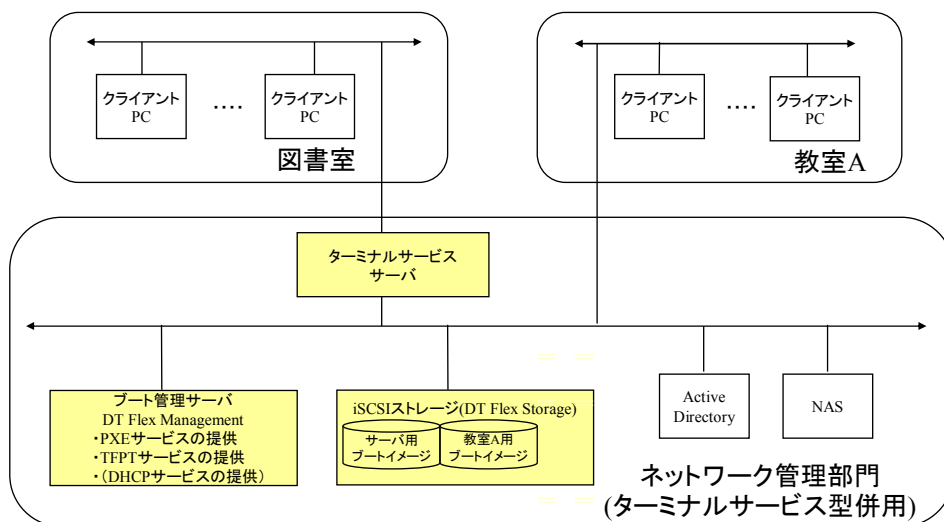 クライアント
PC
....
クライアント
PC
図書室
クライアント
PC
....
クライアント
PC
教室A
ターミナルサービス
サーバ
ブート管理サーバ
DT Flex Management
・PXEサービスの提供
・TFPTサービスの提供
・（DHCPサービスの提供）
iSCSIストレージ(DT Flex Storage)
サーバ用
ブートイメージ
教室A用
ブートイメージ
Active
Directory
NAS
ネットワーク管理部門
(ターミナルサービス型併用)